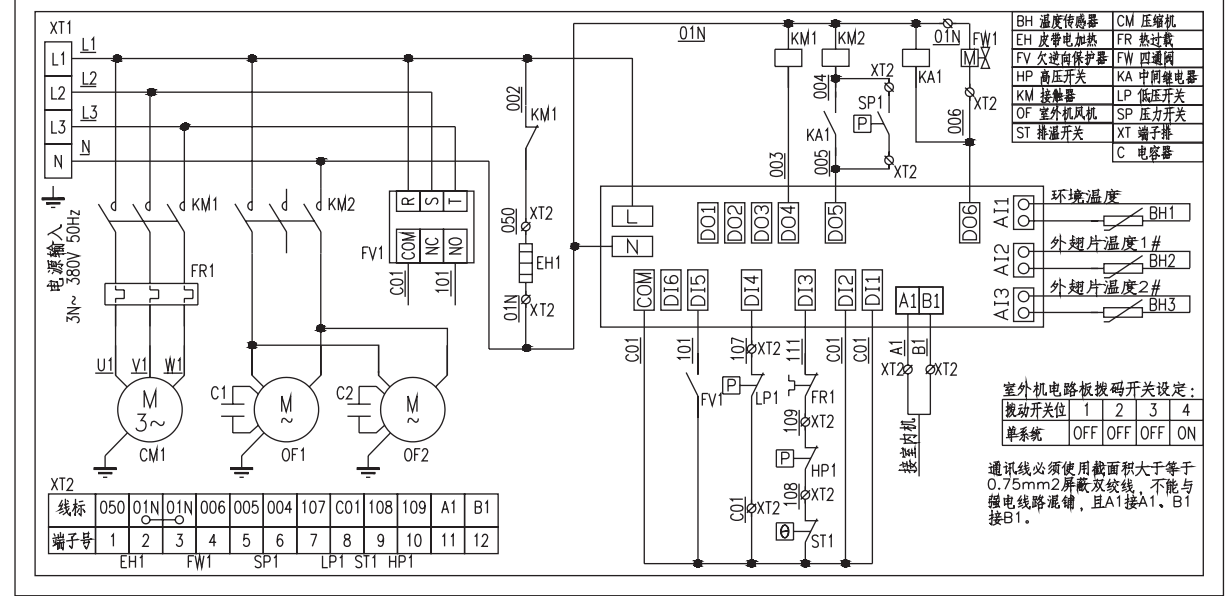 XT1
L1
L1
L2
L2
L3
L3
N
N
电源输入
3N~ 380V 50Hz
KM1
FR1
U1
V1
W1
M
3~
CM1
KM2
C1
M
~
OF1
C2
M
~
OF2
R
S
T
FV1
COM
NC
NO
C01
101
002
KM1
050
XT2
EH1
01N
XT2
01N
KM1
KM2
KA1
01N
FW1
M
XT2
006
004
XT2
SP1
P
KA1
005
XT2
003
L
N
DO1
DO2
DO3
DO4
DO5
DO6
COM
DI6
DI5
DI4
DI3
DI2
DI1
A1
B1
AI1
AI2
AI3
环境温度
BH1
外翅片温度1#
BH2
外翅片温度2#
BH3
C01
101
FV1
107
XT2
P
LP1
C01
XT2
111
FR1
109
XT2
P
HP1
108
XT2
θ
ST1
C01
C01
A1
B1
XT2
XT2
接室内机
BH 温度传感器 CM 压缩机
EH 皮带电加热 FR 热过载
FV 欠逆向保护器 FW 四通阀
HP 高压开关 KA 中间继电器
KM 接触器 LP 低压开关
OF 室外机风机 SP 压力开关
ST 排温开关 XT 端子排
C 电容器
室外机电路板拨码开关设定:
拨动开关位 1 2 3 4
单系统 OFF OFF OFF ON
通讯线必须使用截面积大于等于
0.75mm2屏蔽双绞线，不能与
强电线路混铺，且A1接A1、B1
接B1。
XT2
线标 050 01N 01N 006 005 004 107 C01 108 109 A1 B1
端子号 1 2 3 4 5 6 7 8 9 10 11 12
EH1 FW1 SP1 LP1 ST1 HP1